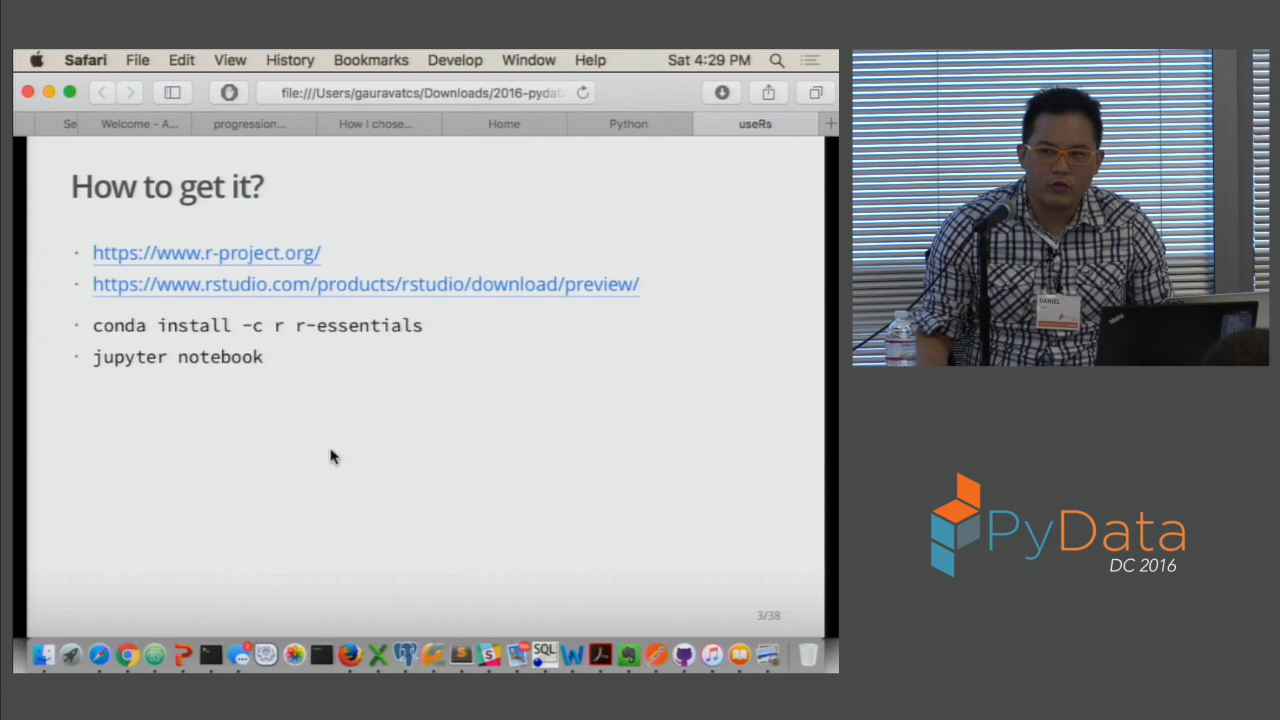 Safari File Edit View History Bookmarks Develop Window Help Sat 4:29 PM
file:///Users/gauravatcs/Downloads/2016-pydat
Se Welcome - A... progression... How I chose... Home Python useRs
How to get it?
https://www.r-project.org/
https://www.rstudio.com/products/rstudio/download/preview/
conda install -c r r-essentials
jupyter notebook
3/38
SQL
DANIEL
PyData
DC 2016